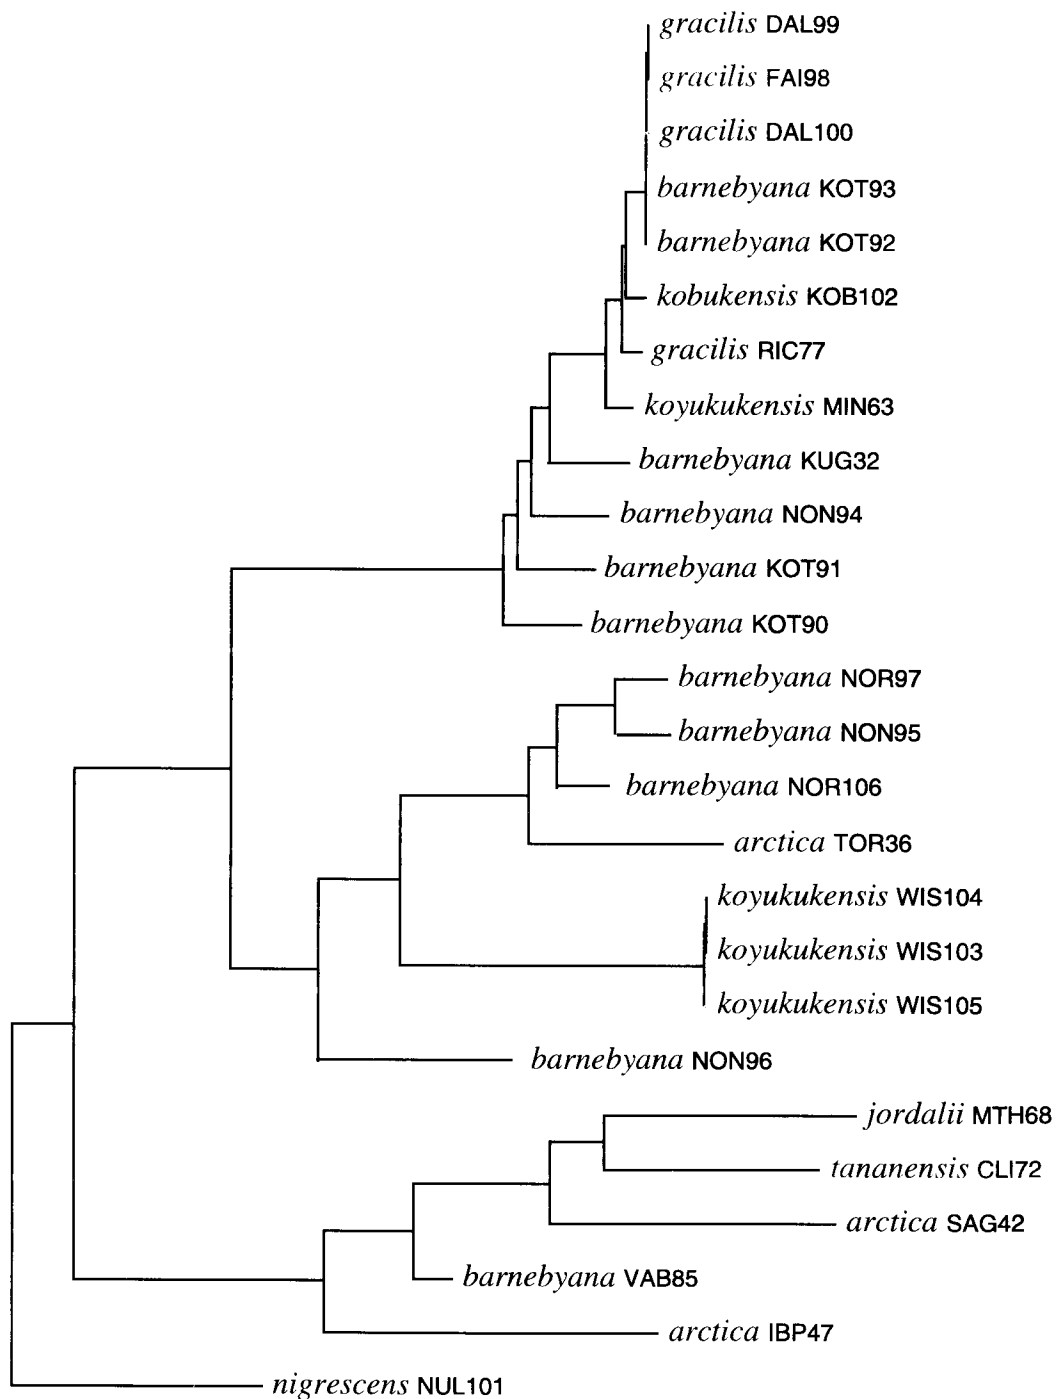 gracilis DAL99
gracilis FAI98
gracilis DAL100
barnebyana KOT93
barnebyana KOT92
kobukensis KOB102
gracilis RIC77
koyukukensis MIN63
barnebyana KUG32
barnebyana NON94
barnebyana KOT91
barnebyana KOT90
barnebyana NOR97
barnebyana NON95
barnebyana NOR106
arctica TOR36
koyukukensis WIS104
koyukukensis WIS103
koyukukensis WIS105
barnebyana NON96
jordalii MTH68
tananensis CLI72
arctica SAG42
barnebyana VAB85
arctica IBP47
nigrescens NUL101